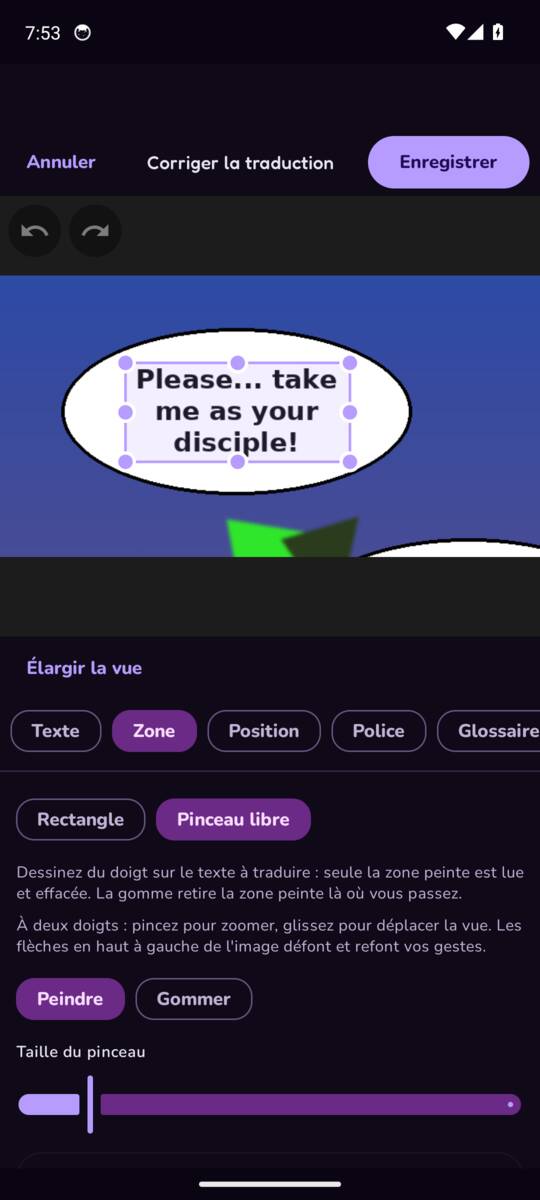 7:53
Annuler
Corriger la traduction
Enregistrer
Please... take
me as your
disciple!
Élargir la vue
Texte
Zone
Position
Police
Glossaire
Rectangle
Pinceau libre
Dessinez du doigt sur le texte à traduire : seule la zone peinte est lue
et effacée. La gomme retire la zone peinte là où vous passez.
À deux doigts : pincez pour zoomer, glissez pour déplacer la vue. Les
flèches en haut à gauche de l'image défont et refont vos gestes.
Peindre
Gommer
Taille du pinceau